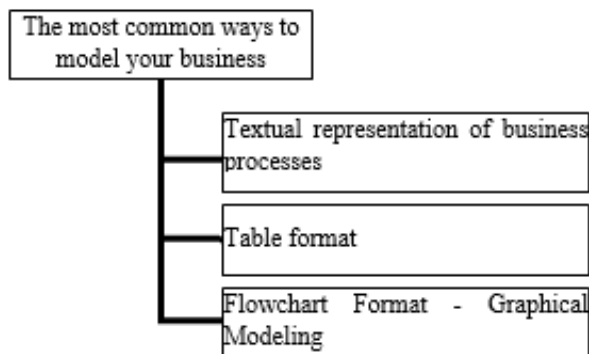 The most common ways to
model your business
Textual representation of business
processes
Table format
Flowchart Format - Graphical
Modeling